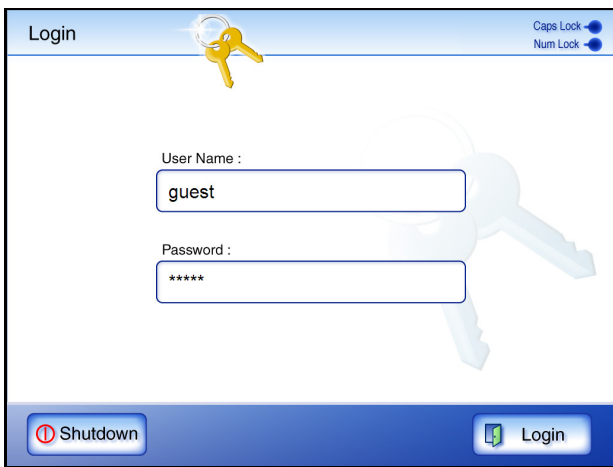 Login
Caps Lock
Num Lock
User Name :
guest
Password :
*****
Shutdown
Login